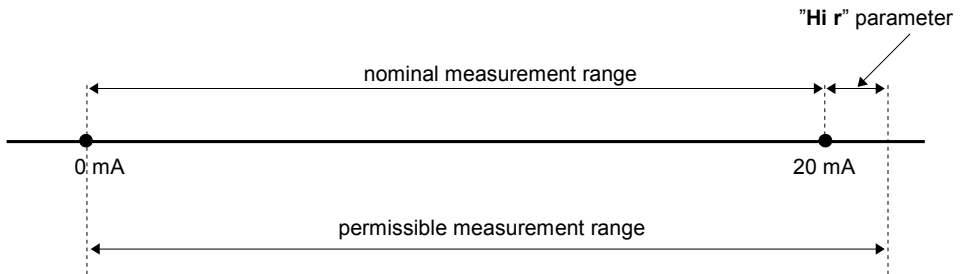 ”Hi r” parameter
nominal measurement range
0 mA
20 mA
permissible measurement range